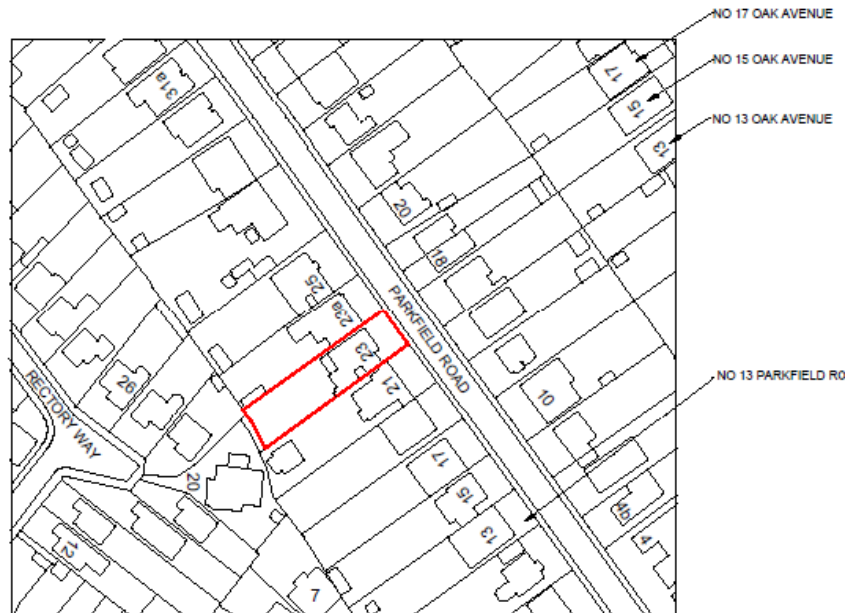 NO 17 OAK AVENUE
NO 15 OAK AVENUE
NO 13 OAK AVENUE
31a
17
15
13
20
18
25
23a
23
21
PARKFIELD ROAD
NO 13 PARKFIELD RO
26
RECTORY WAY
10
20
17
15
13
4b
4
12
7